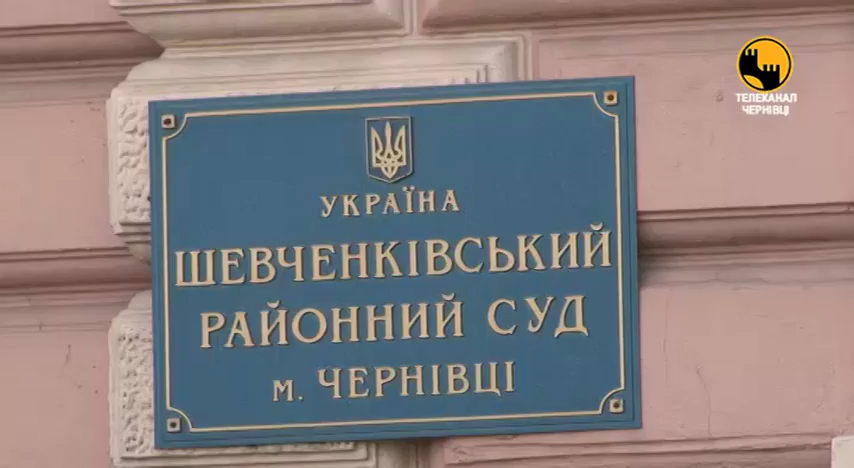 УКРАЇНА
ШЕВЧЕНКІВСЬКИЙ
РАЙОННИЙ СУД
м. ЧЕРНІВЦІ
ТЕЛЕКАНАЛ
ЧЕРНІВЦІ